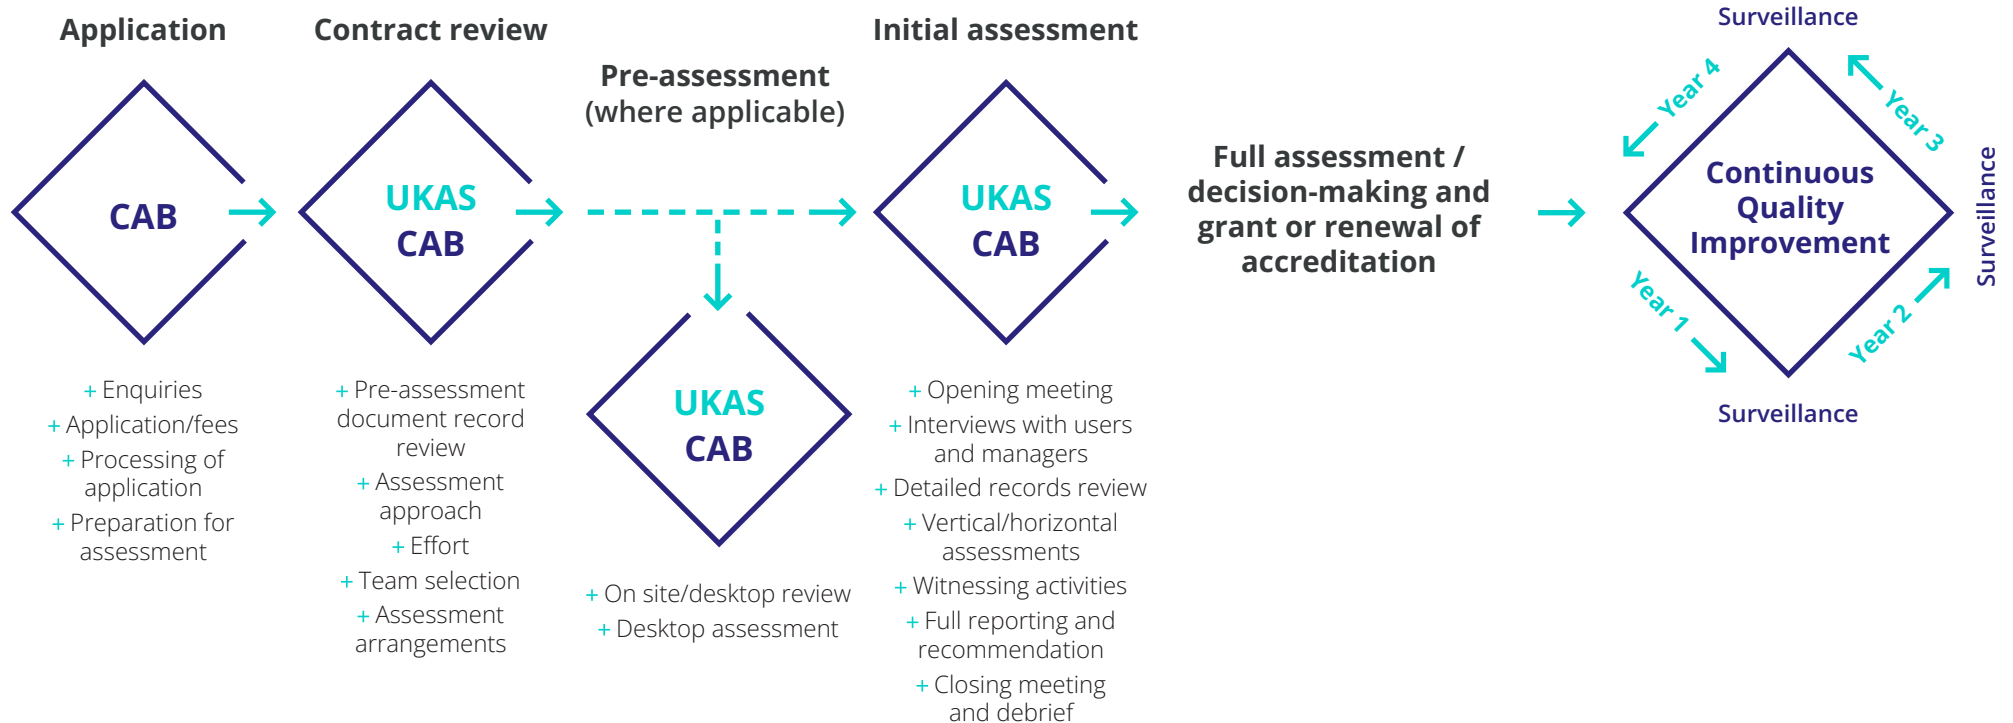 Application
CAB
+ Enquiries
+ Application/fees
+ Processing of
application
+ Preparation for
assessment
Contract review
UKAS
CAB
+ Pre-assessment
document record
review
+ Assessment
approach
+ Effort
+ Team selection
+ Assessment
arrangements
Pre-assessment
(where applicable)
UKAS
CAB
+ On site/desktop review
+ Desktop assessment
Initial assessment
UKAS
CAB
+ Opening meeting
+ Interviews with users
and managers
+ Detailed records review
+ Vertical/horizontal
assessments
+ Witnessing activities
+ Full reporting and
recommendation
+ Closing meeting
and debrief
Full assessment /
decision-making and
grant or renewal of
accreditation
Continuous
Quality
Improvement
Year 1
Surveillance
Year 2
Surveillance
Year 3
Surveillance
Year 4